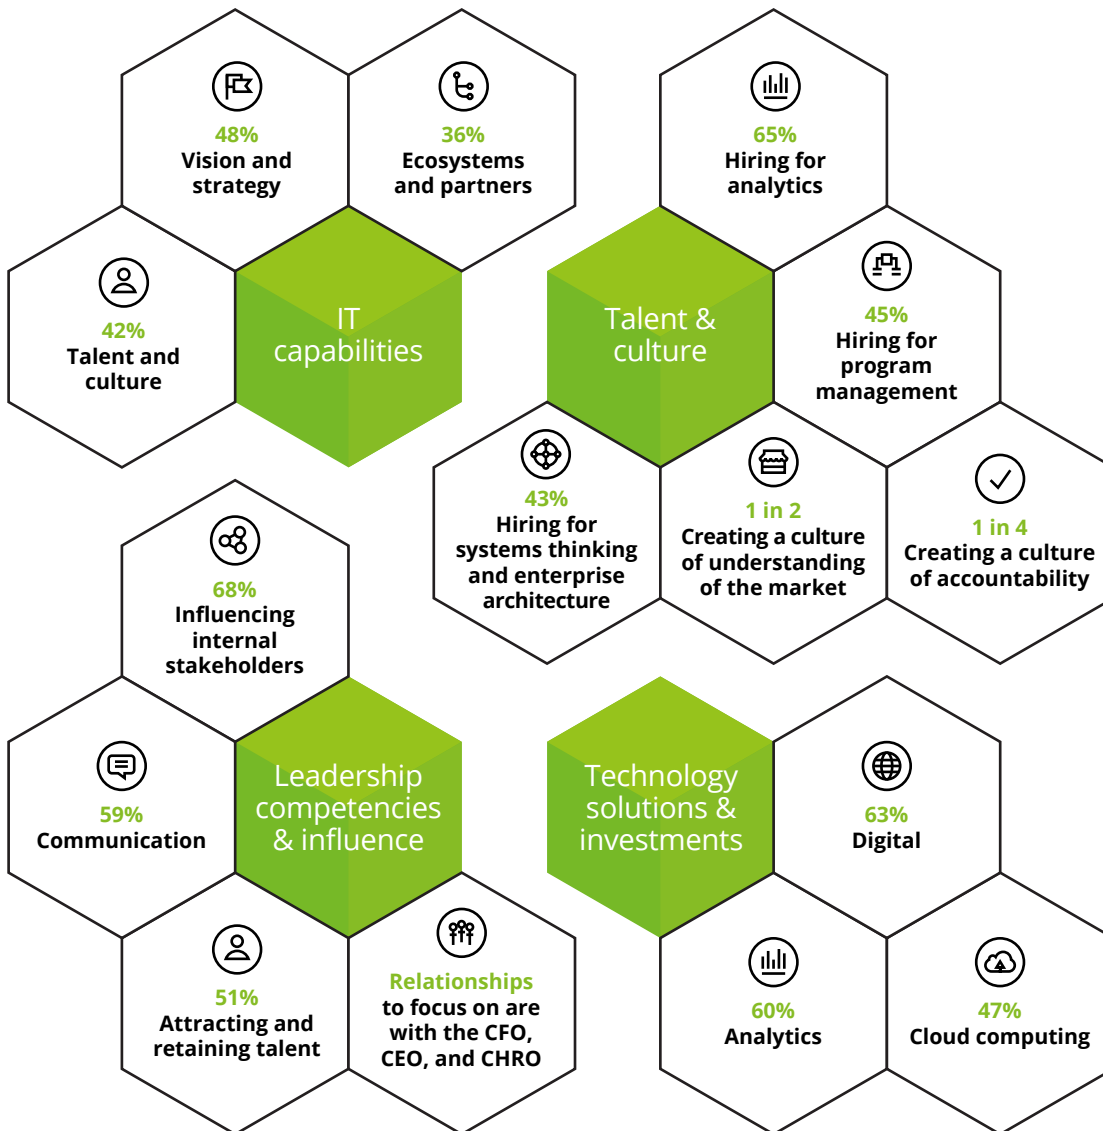 48%
Vision and
strategy
36%
Ecosystems
and partners
42%
Talent and
culture
IT
capabilities
65%
Hiring for
analytics
Talent &
culture
45%
Hiring for
program
management
43%
Hiring for
systems thinking
and enterprise
architecture
1 in 2
Creating a culture
of understanding
of the market
1 in 4
Creating a culture
of accountability
68%
Influencing
internal
stakeholders
59%
Communication
Leadership
competencies
& influence
51%
Attracting and
retaining talent
Relationships
to focus on are
with the CFO,
CEO, and CHRO
Technology
solutions &
investments
63%
Digital
60%
Analytics
47%
Cloud computing